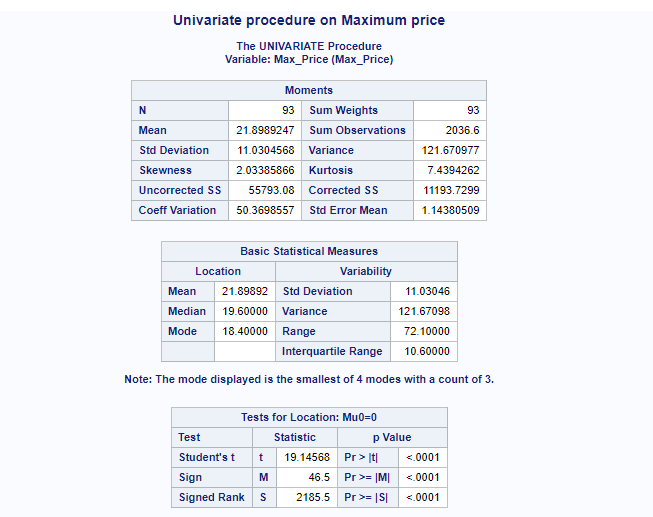 Univariate procedure on Maximum price
The UNIVARIATE Procedure
Variable: Max_Price (Max_Price)
Moments
N 93 Sum Weights 93
Mean 21.8989247 Sum Observations 2036.6
Std Deviation 11.0304568 Variance 121.670977
Skewness 2.03385866 Kurtosis 7.4394262
Uncorrected SS 55793.08 Corrected SS 11193.7299
Coeff Variation 50.3698557 Std Error Mean 1.14380509
Basic Statistical Measures
Location Variability
Mean 21.89892 Std Deviation 11.03046
Median 19.60000 Variance 121.67098
Mode 18.40000 Range 72.10000
Interquartile Range 10.60000
Note: The mode displayed is the smallest of 4 modes with a count of 3.
Tests for Location: Mu0=0
Test Statistic p Value
Student's t t 19.14568 Pr > |t| <.0001
Sign M 46.5 Pr >= |M| <.0001
Signed Rank S 2185.5 Pr >= |S| <.0001